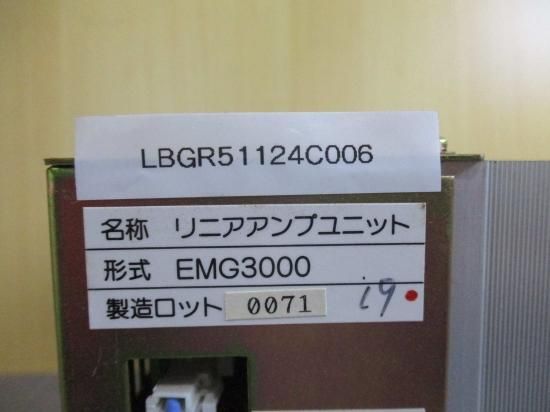 LBGR51124C006
名称 リニアアンプユニット
形式 EMG3000
製造ロット 0071 i9